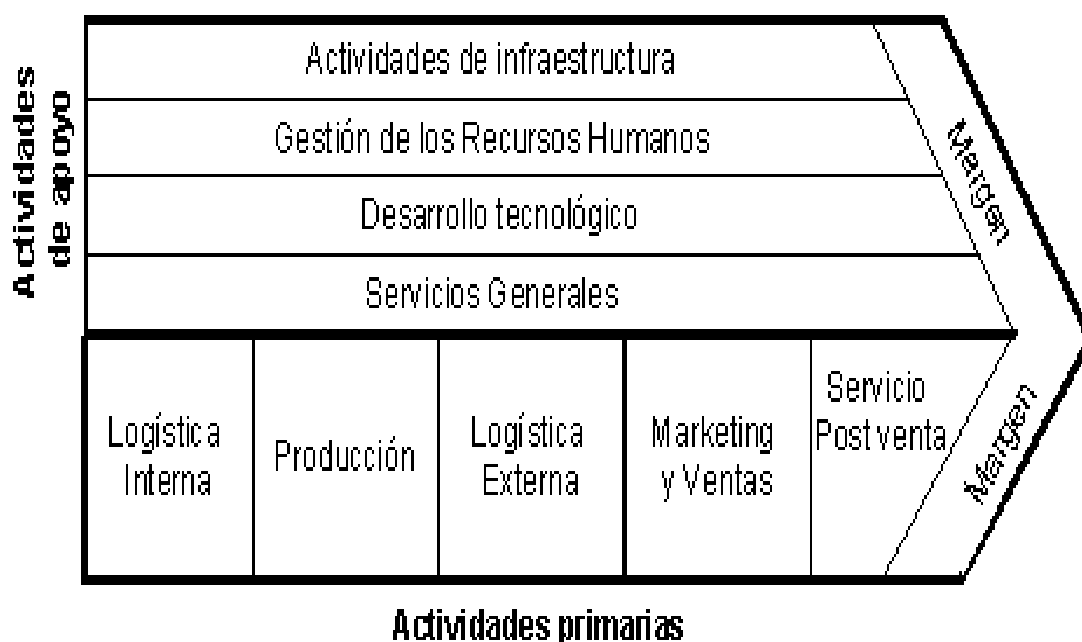 Actividades
de apoyo
Actividades de infraestructura
Gestión de los Recursos Humanos
Desarrollo tecnológico
Servicios Generales
Margen
Logística
Interna
Producción
Logística
Externa
Marketing
y Ventas
Servicio
Post venta
Margen
Actividades primarias